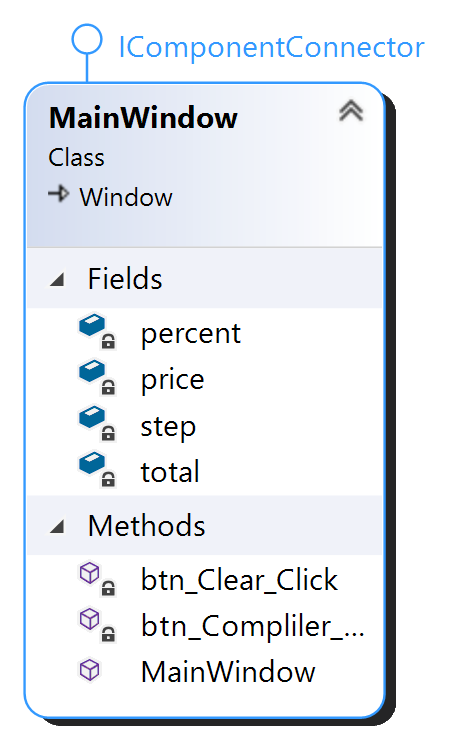 IComponentConnector
MainWindow
Class
Window
Fields
percent
price
step
total
Methods
btn_Clear_Click
btn_Compliler_...
MainWindow